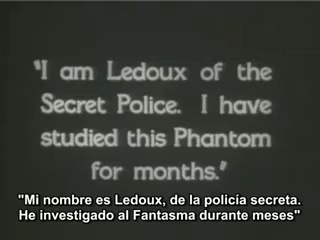 "I am Ledoux of the
Secret Police. I have
studied this Phantom
for months."
"Mi nombre es Ledoux, de la policía secreta.
He investigado al Fantasma durante meses"